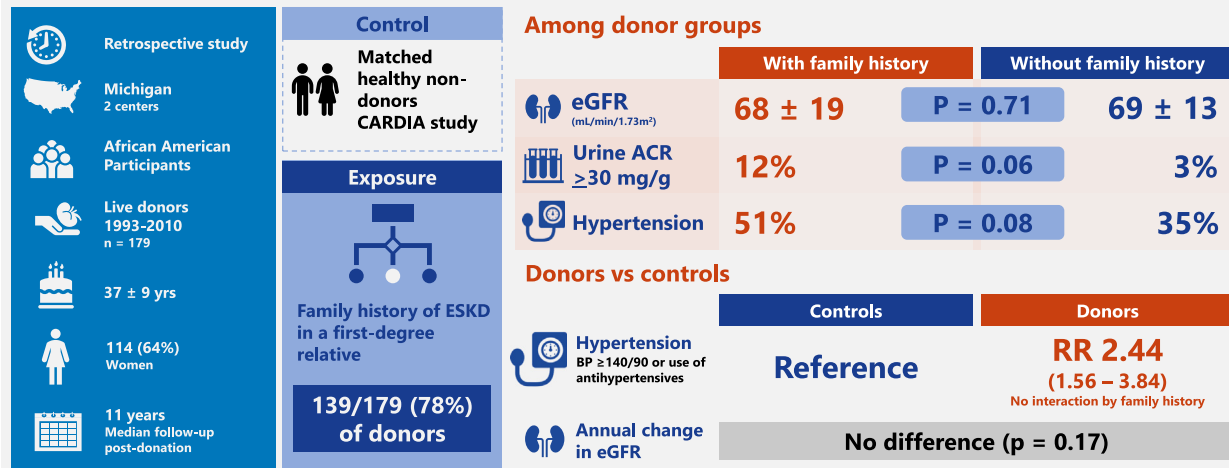 Retrospective study
Michigan
2 centers
African American
Participants
Live donors
1993-2010
n = 179
37 ± 9 yrs
114 (64%)
Women
11 years
Median follow-up
post-donation
Control
Matched
healthy non-
donors
CARDIA study
Exposure
Family history of ESKD
in a first-degree
relative
139/179 (78%)
of donors
Among donor groups
With family history
Without family history
eGFR
(mL/min/1.73m²)
68 ± 19
P = 0.71
69 ± 13
Urine ACR
≥30 mg/g
12%
P = 0.06
3%
Hypertension
51%
P = 0.08
35%
Donors vs controls
Controls
Donors
Hypertension
BP ≥140/90 or use of
antihypertensives
Reference
RR 2.44
(1.56 – 3.84)
No interaction by family history
Annual change
in eGFR
No difference (p = 0.17)